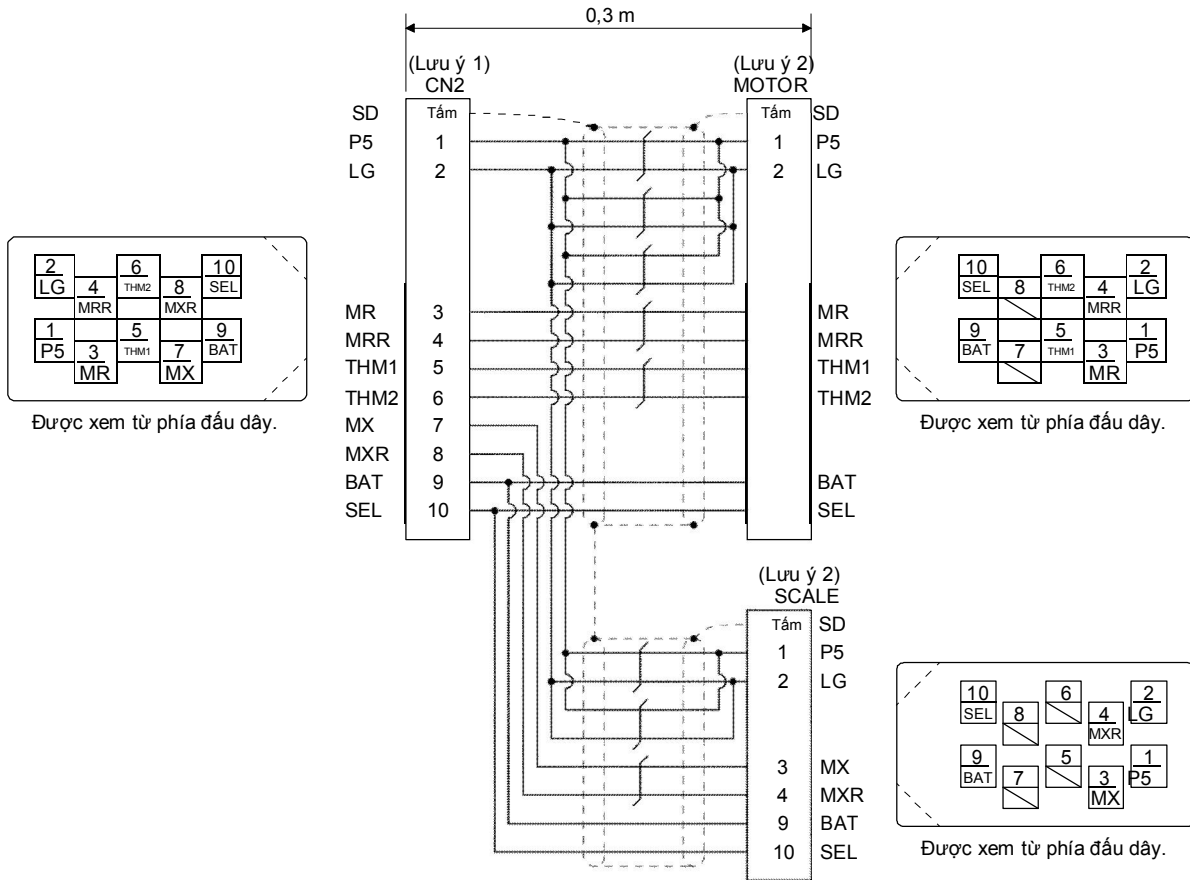 0,3 m
(Lưu ý 1)
CN2
(Lưu ý 2)
MOTOR
SD Tấm Tấm SD
P5 1 1 P5
LG 2 2 LG
MR 3 MR
MRR 4 MRR
THM1 5 THM1
THM2 6 THM2
MX 7
MXR 8
BAT 9 BAT
SEL 10 SEL
2 LG
4 MRR
6 THM2
8 MXR
10 SEL
1 P5
3 MR
5 THM1
7 MX
9 BAT
Được xem từ phía đấu dây.
10 SEL
8
6 THM2
4 MRR
2 LG
9 BAT
7
5 THM1
3 MR
1 P5
Được xem từ phía đấu dây.
(Lưu ý 2)
SCALE
Tấm SD
1 P5
2 LG
3 MX
4 MXR
9 BAT
10 SEL
10 SEL
8
6
4 MXR
2 LG
9 BAT
7
5
3 MX
1 P5
Được xem từ phía đấu dây.